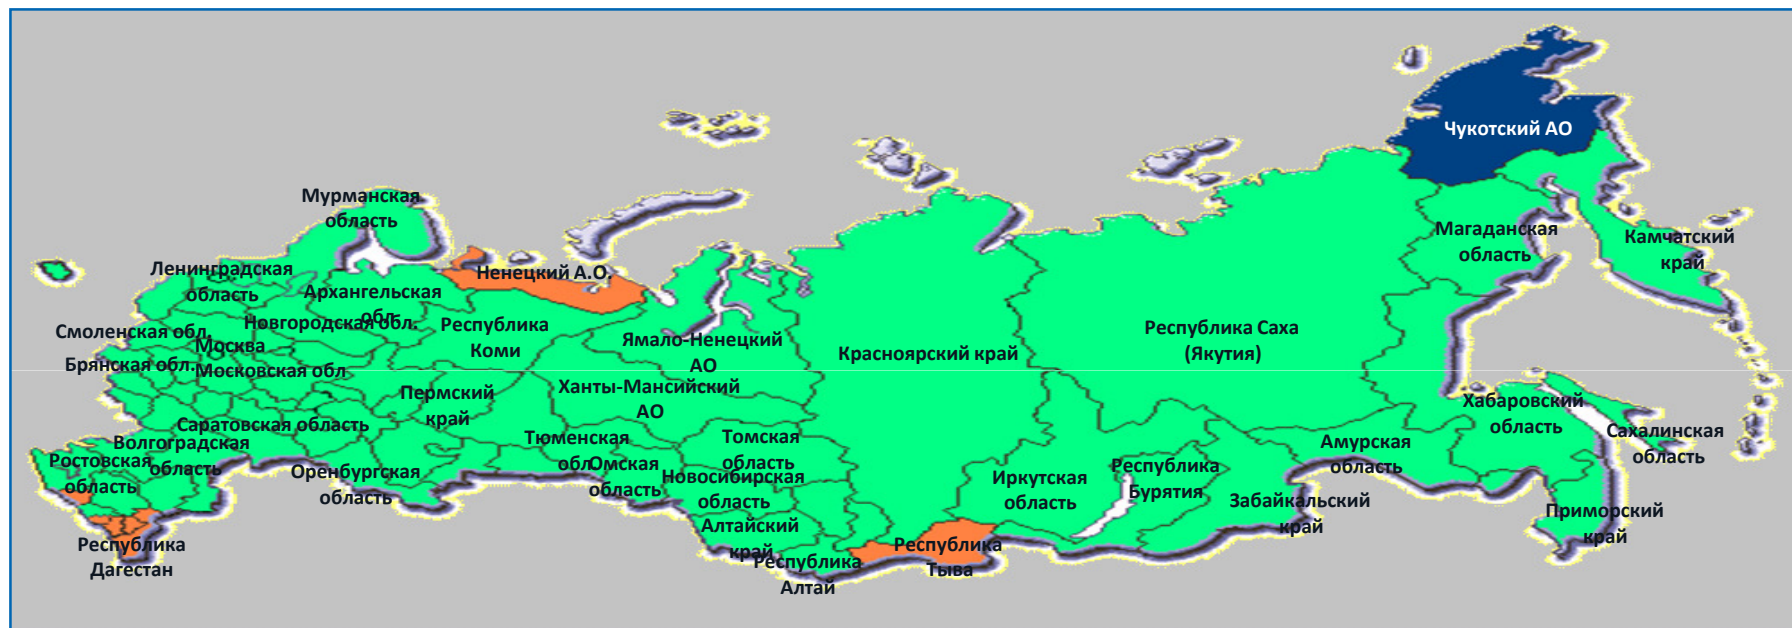 Чукотский АО
Мурманская
область
Магаданская
область
Камчатский
край
Ленинградская
область
Ненецкий А.О.
Архангельская
обл.
Смоленская обл.
Новгородская обл.
Москва
Республика
Коми
Ямало-Ненецкий
АО
Красноярский край
Республика Саха
(Якутия)
Брянская обл.
Московская обл.
Пермский
край
Ханты-Мансийский
АО
Хабаровский
область
Сахалинская
область
Саратовская область
Волгоградская
область
Ростовская
область
Оренбургская
область
Тюменская
обл.
Омская
область
Томская
область
Новосибирская
область
Иркутская
область
Республика
Бурятия
Амурская
область
Забайкальский
край
Приморский
край
Алтайский
край
Республика
Дагестан
Республика
Алтай
Республика
Тыва